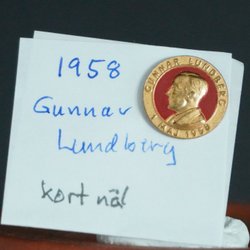 1958
Gunnar
Lundberg
kort nål
GUNNAR LUNDBERG
1 MAJ 1958